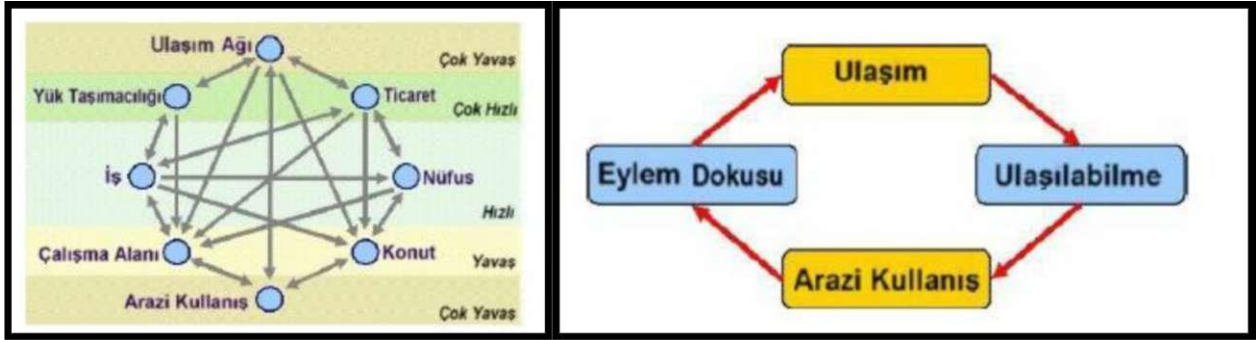 Ulaşım Ağı
Çok Yavaş
Yük Taşımacılığı
Ticaret
Çok Hızlı
İş
Nüfus
Hızlı
Çalışma Alanı
Konut
Yavaş
Arazi Kullanış
Çok Yavaş
Ulaşım
Eylem Dokusu
Ulaşılabilme
Arazi Kullanış